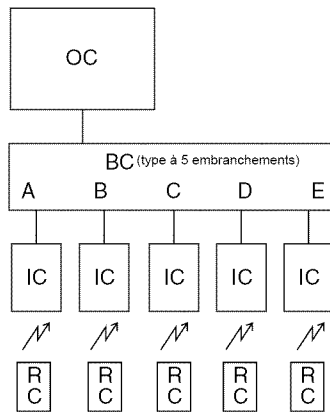 OC
BC (type à 5 embranchements)
A B C D E
IC IC IC IC IC
R R R R R
C C C C C